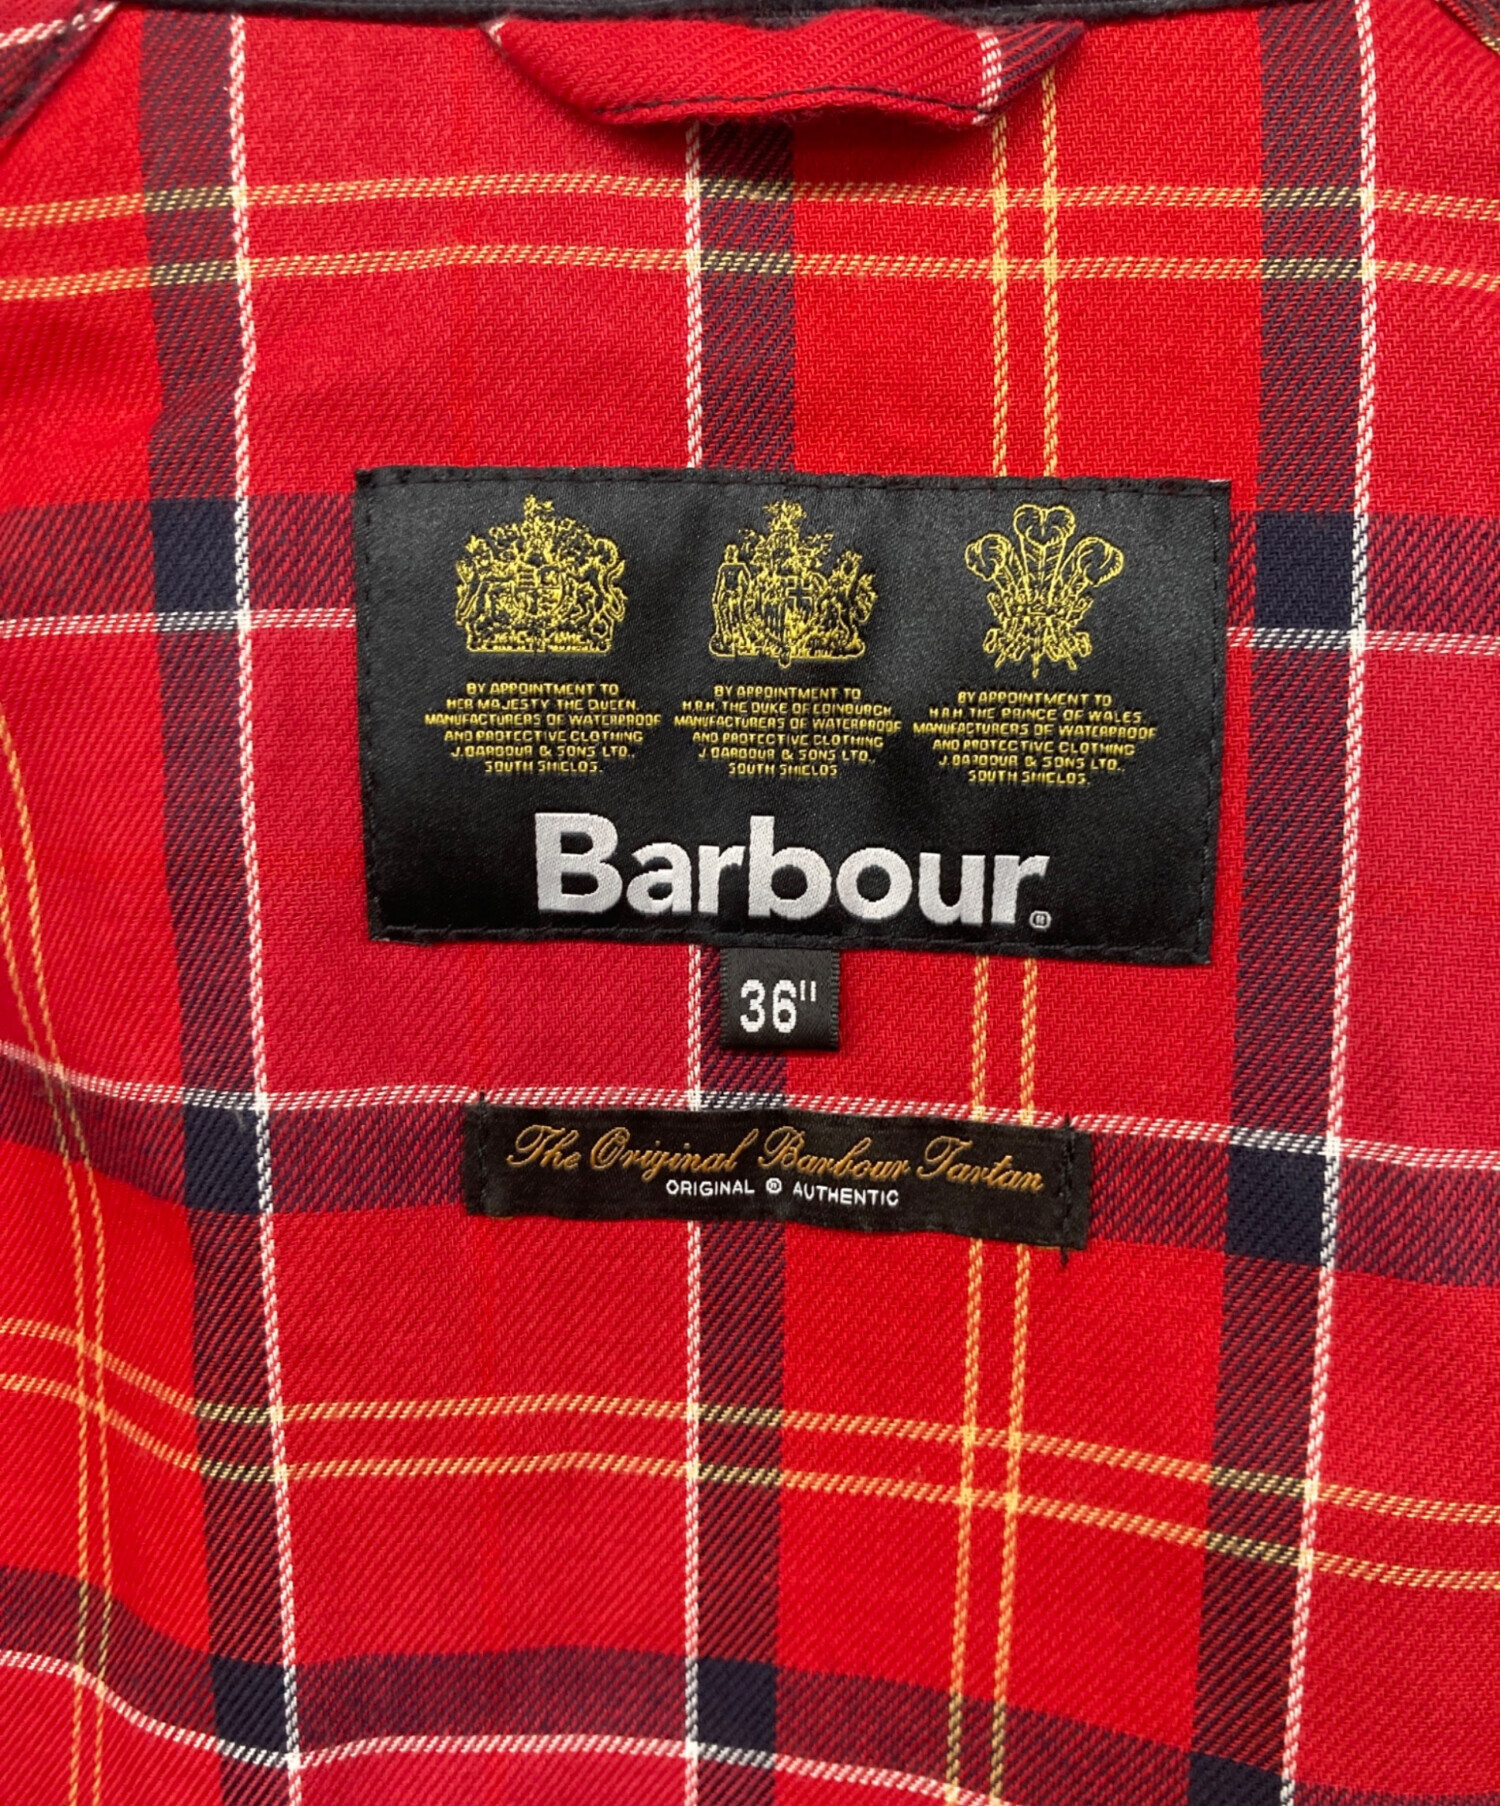 BY APPOINTMENT TO
HER MAJESTY THE QUEEN.
MANUFACTURERS OF WATERPROOF
AND PROTECTIVE CLOTHING
J. BARBOUR & SONS LTD.,
SOUTH SHIELDS.
BY APPOINTMENT TO
H.R.H. THE DUKE OF EDINBURGH
MANUFACTURERS OF WATERPROOF
AND PROTECTIVE CLOTHING
J. BARBOUR & SONS LTD.,
SOUTH SHIELDS
BY APPOINTMENT TO
H.R.H. THE PRINCE OF WALES.
MANUFACTURERS OF WATERPROOF
AND PROTECTIVE CLOTHING
J. BARBOUR & SONS LTD.,
SOUTH SHIELDS.
Barbour®
36"
The Original Barbour Tartan
ORIGINAL ® AUTHENTIC